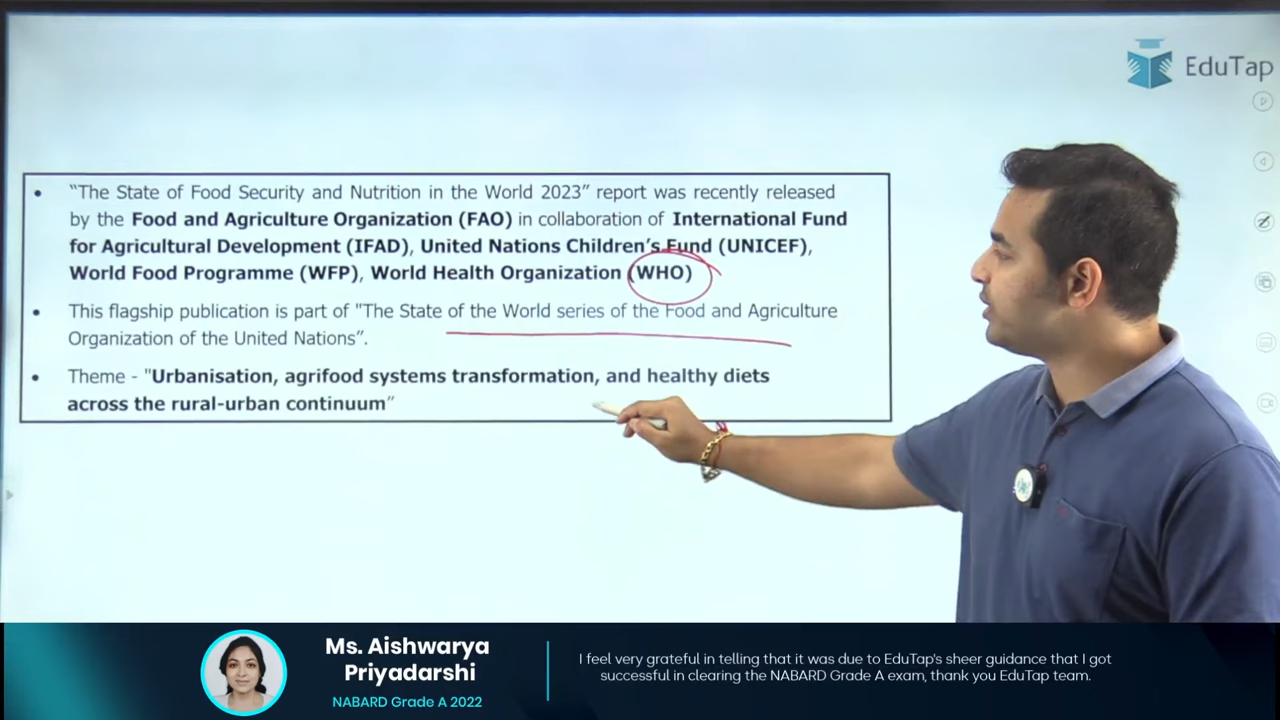 EduTap
"The State of Food Security and Nutrition in the World 2023" report was recently released
by the Food and Agriculture Organization (FAO) in collaboration of International Fund
for Agricultural Development (IFAD), United Nations Children's Fund (UNICEF),
World Food Programme (WFP), World Health Organization (WHO)
This flagship publication is part of "The State of the World series of the Food and Agriculture
Organization of the United Nations".
Theme - "Urbanisation, agrifood systems transformation, and healthy diets
across the rural-urban continuum"
Ms. Aishwarya
Priyadarshi
NABARD Grade A 2022
I feel very grateful in telling that it was due to EduTap's sheer guidance that I got
successful in clearing the NABARD Grade A exam, thank you EduTap team.